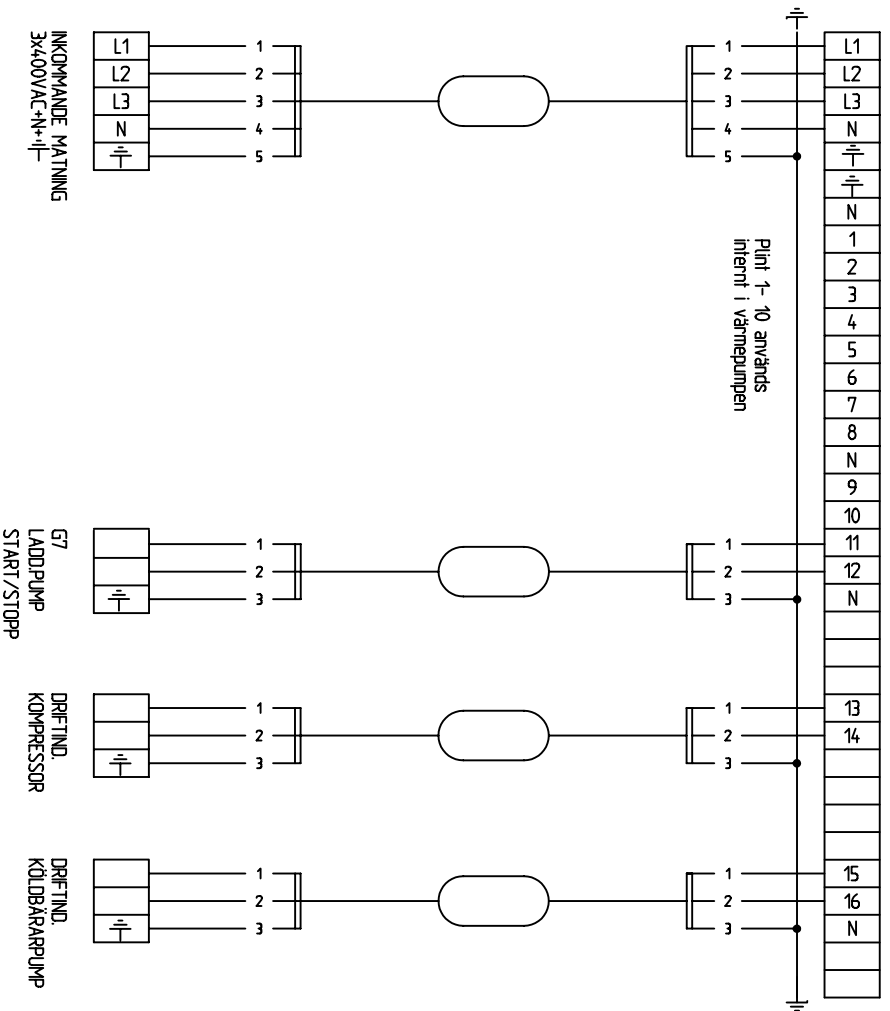 L1
L2
L3
N
1
2
3
4
5
INKOMMANDE MATNING
3x400VAC+N+
1
2
3
4
5
L1
L2
L3
N
N
1
2
3
4
5
6
7
8
N
9
10
11
12
N
13
14
15
16
N
Plint 1- 10 används
internt i värmepumpen
1
2
3
G7
LADD.PUMP
START/STOPP
1
2
3
1
2
3
DRIFTIND.
KOMPRESSOR
1
2
3
1
2
3
DRIFTIND.
KÖLDBÄRARPUMP
1
2
3